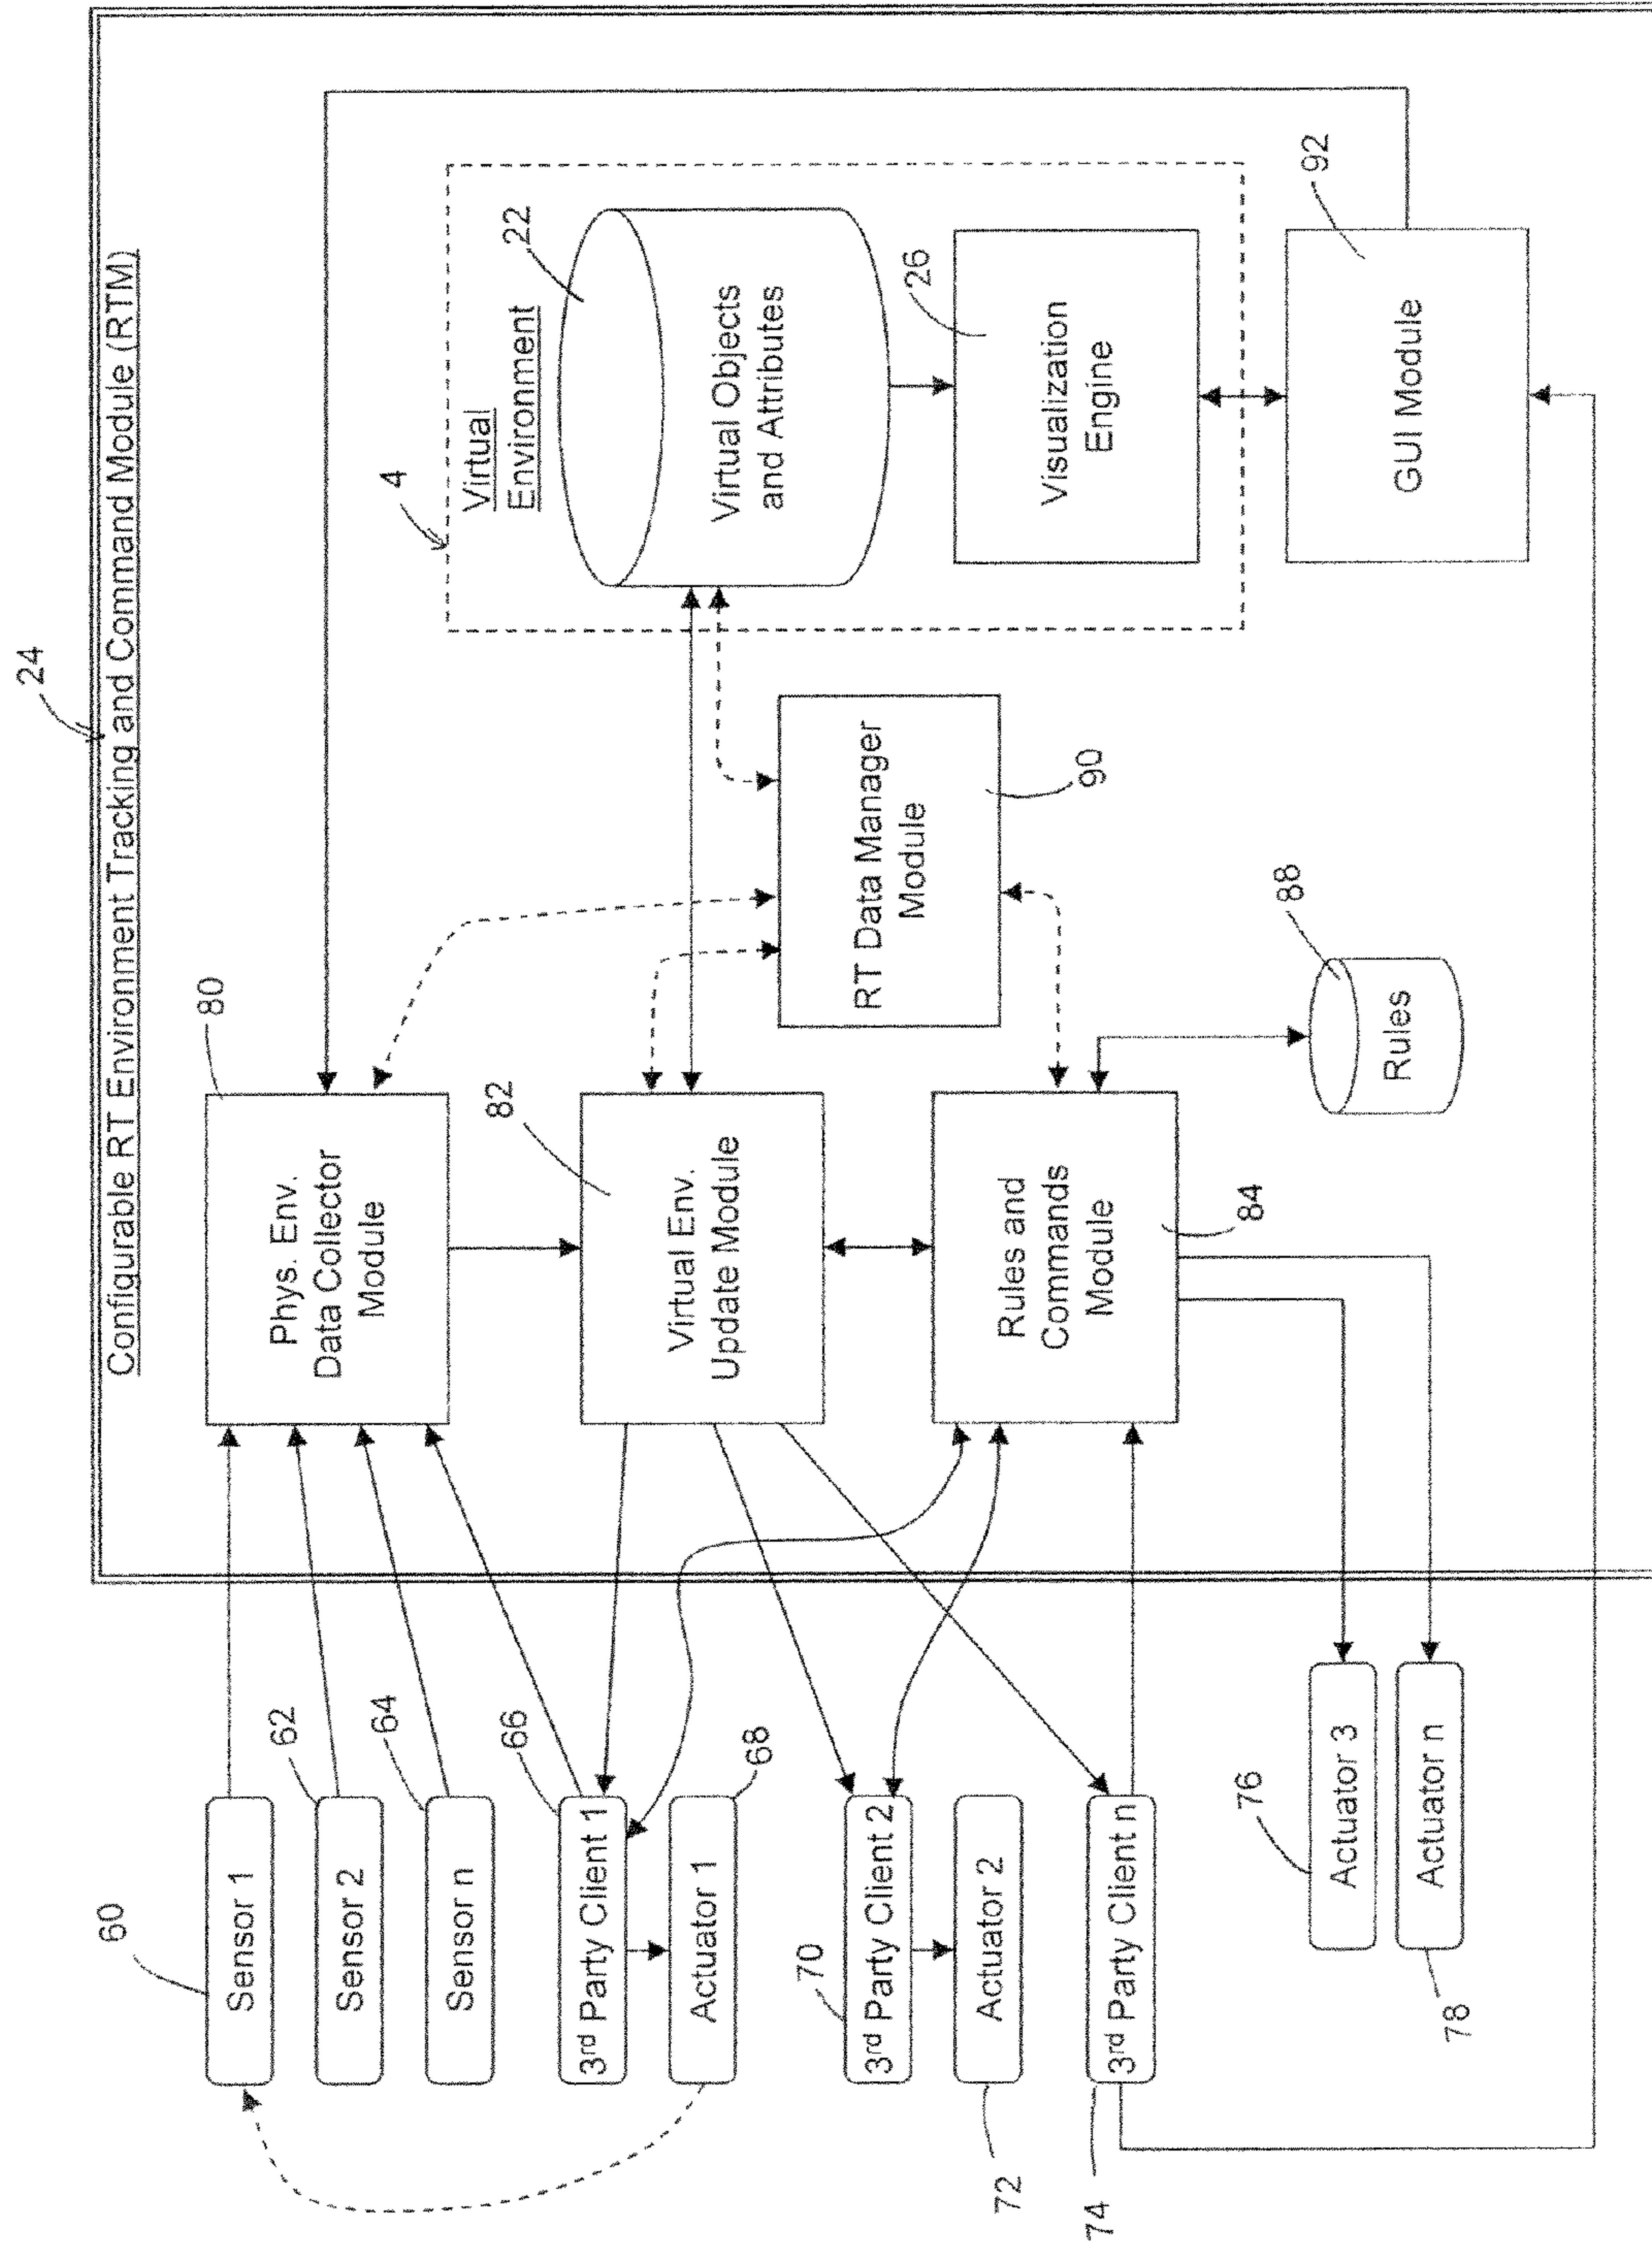 24
Configurable RT Environment Tracking and Command Module (RTM)
60
Sensor 1
62
Sensor 2
64
Sensor n
66
3rd Party Client 1
68
Actuator 1
70
3rd Party Client 2
72
Actuator 2
74
3rd Party Client n
76
Actuator 3
78
Actuator n
80
Phys. Env.
Data Collector
Module
82
Virtual Env.
Update Module
84
Rules and
Commands
Module
88
Rules
90
RT Data Manager
Module
4
Virtual
Environment
22
Virtual Objects
and Attributes
26
Visualization
Engine
92
GUI Module